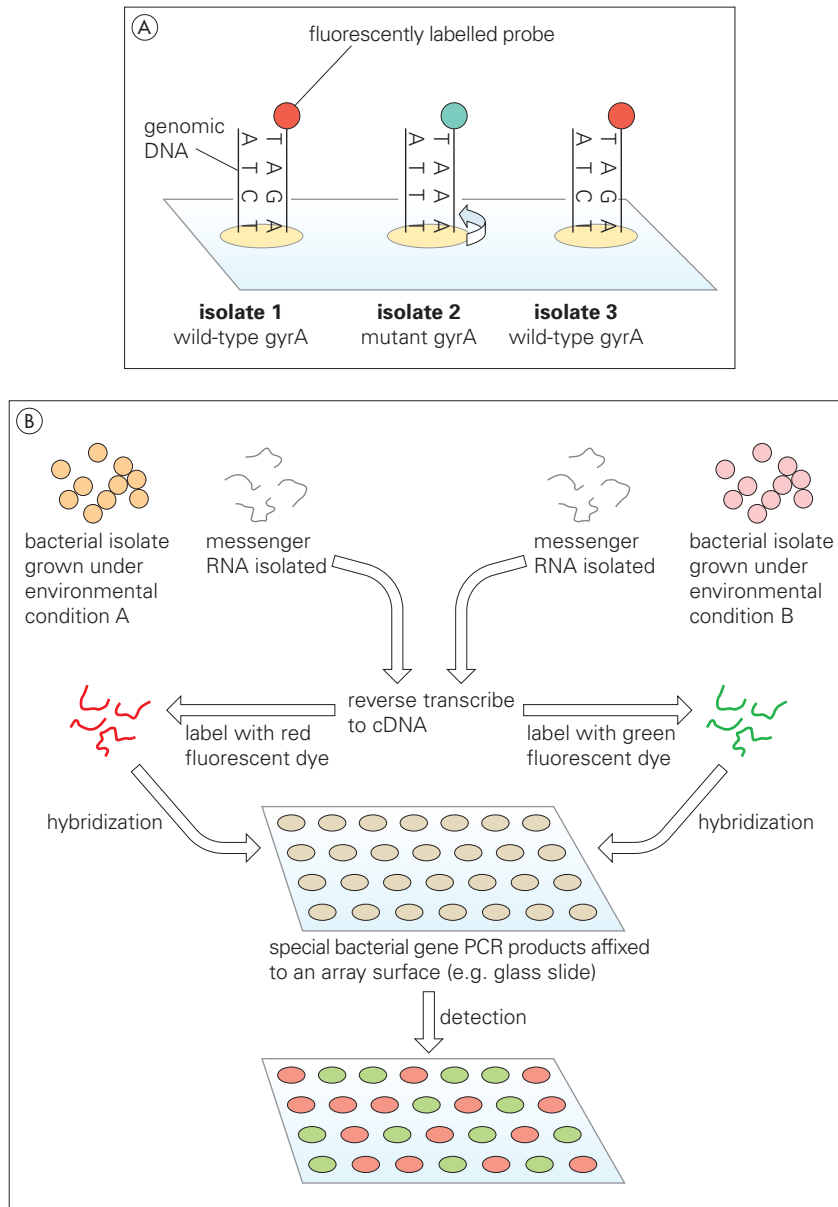 A
fluorescently labelled probe
genomic
DNA
A T C T
T A G A
A T T T
T A A A
A T C T
T A G A
isolate 1
wild-type gyrA
isolate 2
mutant gyrA
isolate 3
wild-type gyrA
B
bacterial isolate
grown under
environmental
condition A
messenger
RNA isolated
messenger
RNA isolated
bacterial isolate
grown under
environmental
condition B
reverse transcribe
to cDNA
label with red
fluorescent dye
label with green
fluorescent dye
hybridization
hybridization
special bacterial gene PCR products affixed
to an array surface (e.g. glass slide)
detection